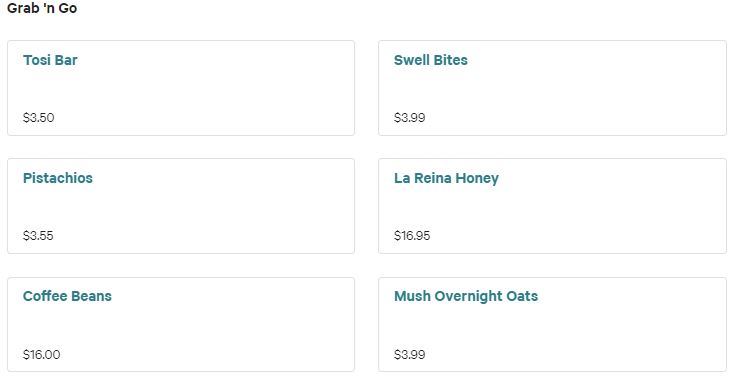 Grab 'n Go
Tosi Bar
$3.50
Swell Bites
$3.99
Pistachios
$3.55
La Reina Honey
$16.95
Coffee Beans
$16.00
Mush Overnight Oats
$3.99